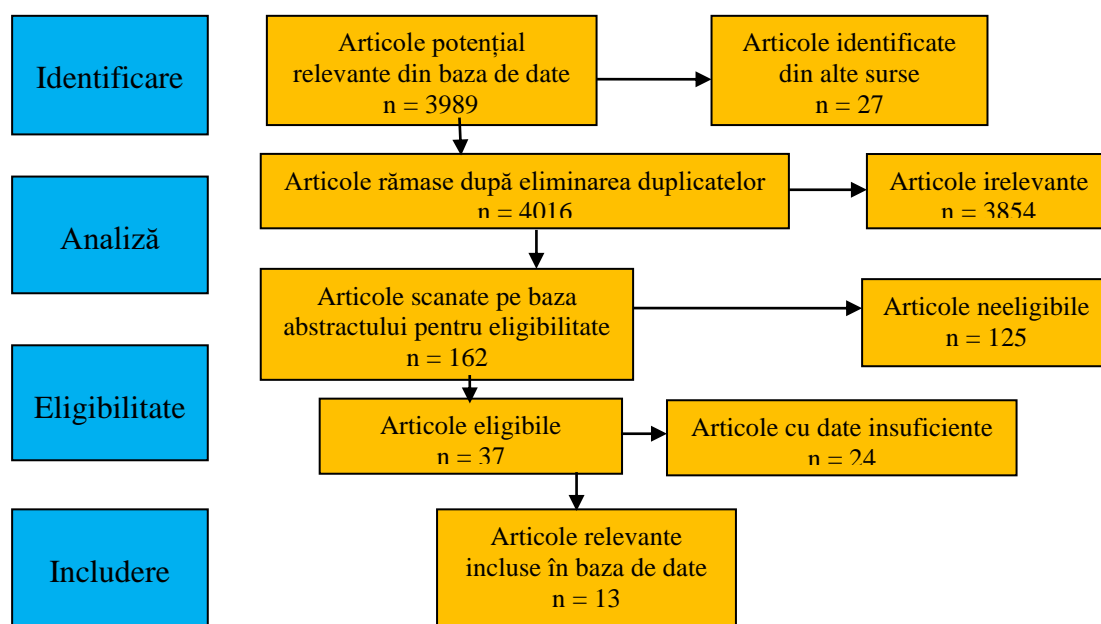 Identificare
Articole potențial
relevante din baza de date
n = 3989
Articole identificate
din alte surse
n = 27
Analiză
Articole rămase după eliminarea duplicatelor
n = 4016
Articole irelevante
n = 3854
Articole scanate pe baza
abstractului pentru eligibilitate
n = 162
Articole neeligibile
n = 125
Eligibilitate
Articole eligibile
n = 37
Articole cu date insuficiente
n = 24
Includere
Articole relevante
incluse în baza de date
n = 13